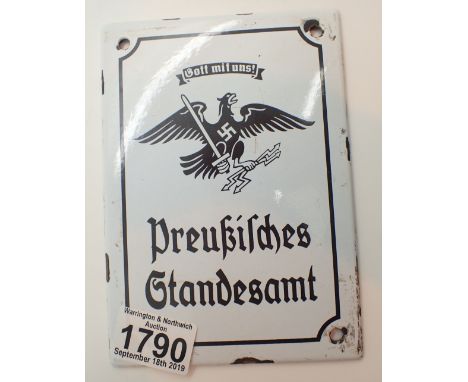 Gott mit uns!
Preußiſches
Standesamt
Warrington & Northwich
Auction
1790
September 18th 2019